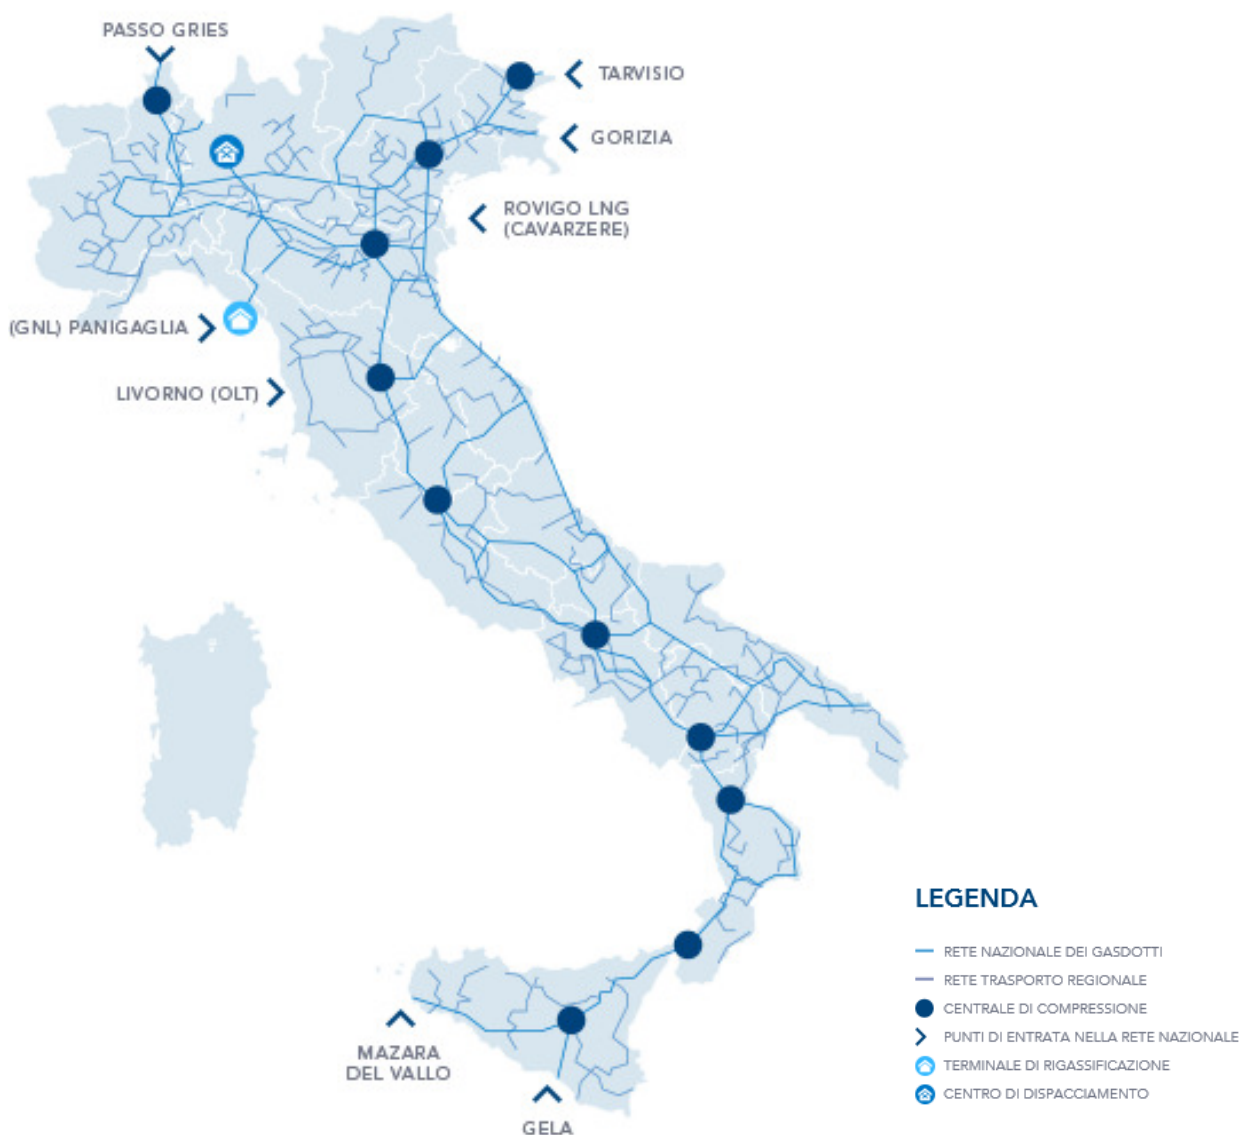 PASSO GRIES
TARVISIO
GORIZIA
ROVIGO LNG
(CAVARZERE)
(GNL) PANIGAGLIA
LIVORNO (OLT)
MAZARA
DEL VALLO
GELA
LEGENDA
RETE NAZIONALE DEI GASDOTTI
RETE TRASPORTO REGIONALE
CENTRALE DI COMPRESSIONE
PUNTI DI ENTRATA NELLA RETE NAZIONALE
TERMINALE DI RIGASSIFICAZIONE
CENTRO DI DISPACCIAMENTO